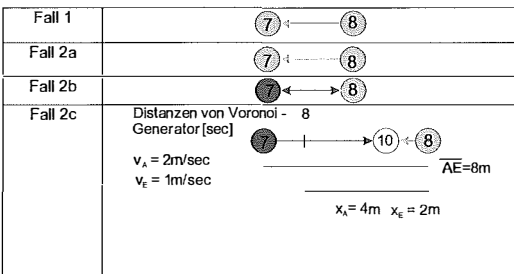 Fall 1
7 8
Fall 2a
7 8
Fall 2b
7 8
Fall 2c
Distanzen von Voronoi - 8
Generator [sec]
7 10 8
v_A = 2m/sec
AE=8m
v_E = 1m/sec
x_A= 4m x_E = 2m